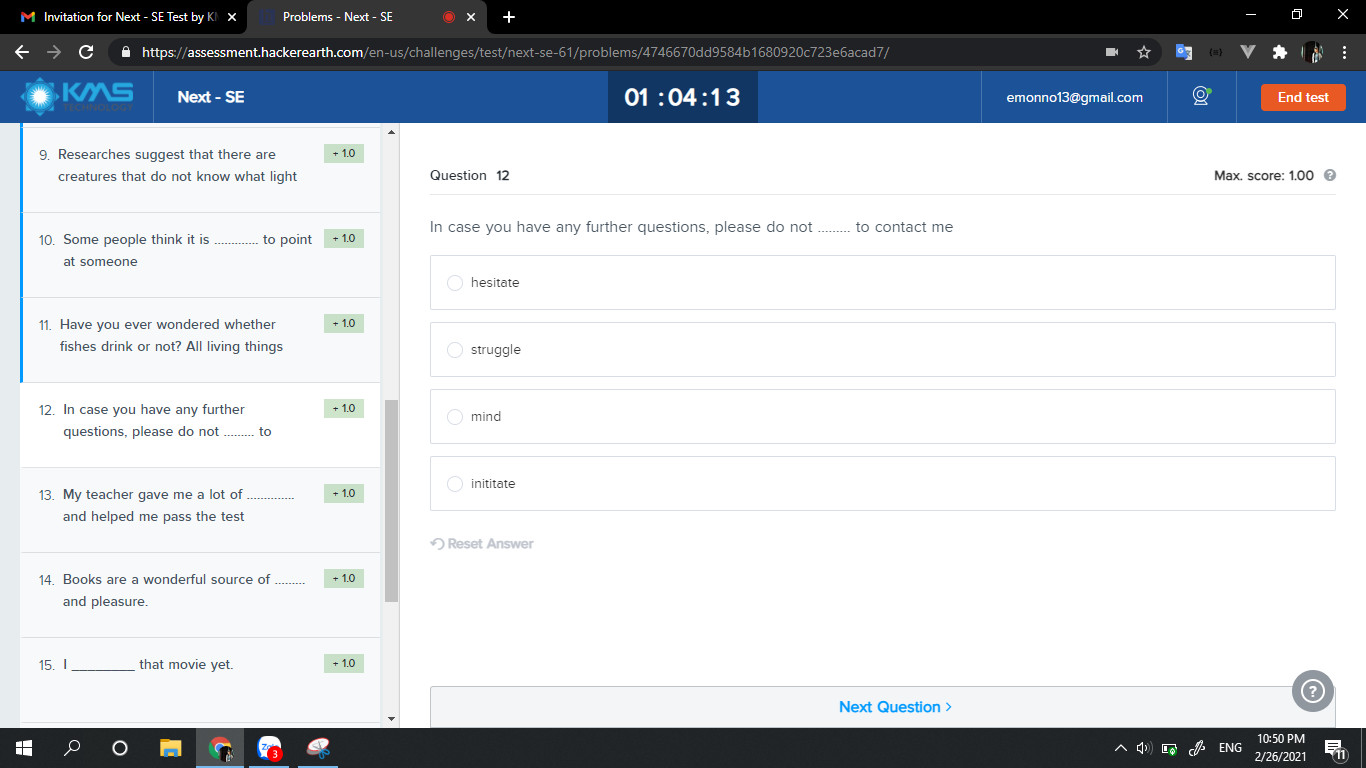 Invitation for Next - SE Test by KM
Problems - Next - SE
https://assessment.hackerearth.com/en-us/challenges/test/next-se-61/problems/4746670dd9584b1680920c723e6acad7/
KMS
TECHNOLOGY
Next - SE
01 :04:13
emonno13@gmail.com
End test
9. Researches suggest that there are
creatures that do not know what light
+ 1.0
10. Some people think it is ............. to point
at someone
+ 1.0
11. Have you ever wondered whether
fishes drink or not? All living things
+ 1.0
12. In case you have any further
questions, please do not ......... to
+ 1.0
13. My teacher gave me a lot of ..............
and helped me pass the test
+ 1.0
14. Books are a wonderful source of .........
and pleasure.
+ 1.0
15. I ________ that movie yet.
+ 1.0
Question 12
Max. score: 1.00
In case you have any further questions, please do not ......... to contact me
hesitate
struggle
mind
inititate
Reset Answer
Next Question >
?
3
ENG
10:50 PM
2/26/2021
11